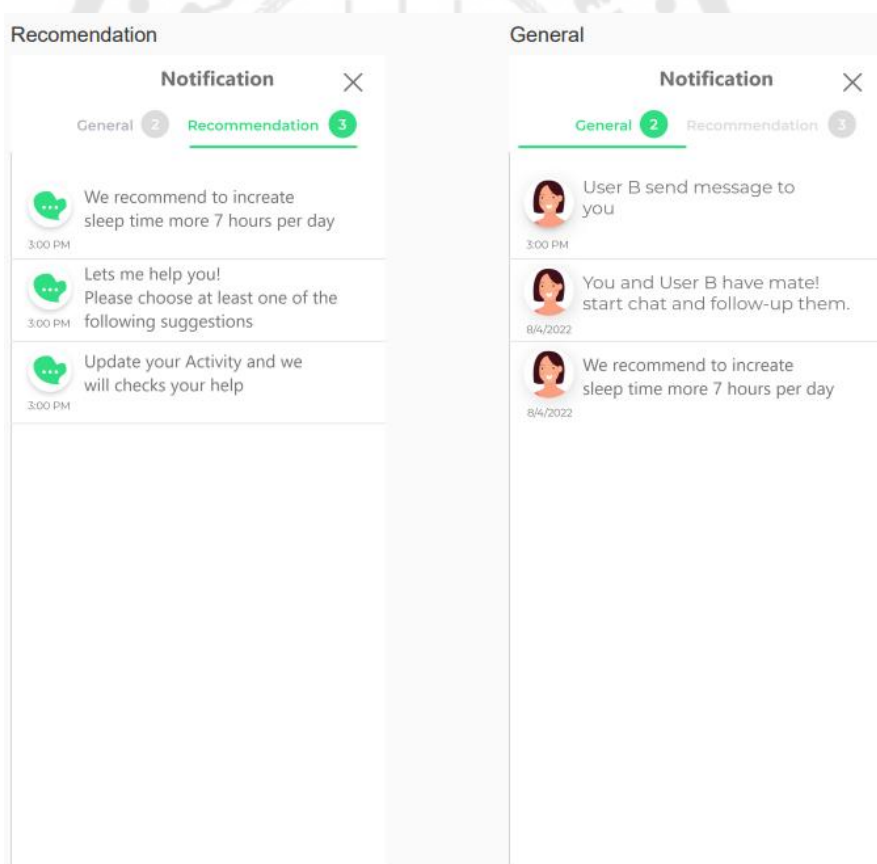 Recomendation
Notification
General 2 Recommendation 3
We recommend to increate
sleep time more 7 hours per day
3:00 PM
Lets me help you!
Please choose at least one of the
following suggestions
3:00 PM
Update your Activity and we
will checks your help
3:00 PM
General
Notification
General 2 Recommendation 3
User B send message to
you
3:00 PM
You and User B have mate!
start chat and follow-up them.
8/4/2022
We recommend to increate
sleep time more 7 hours per day
8/4/2022